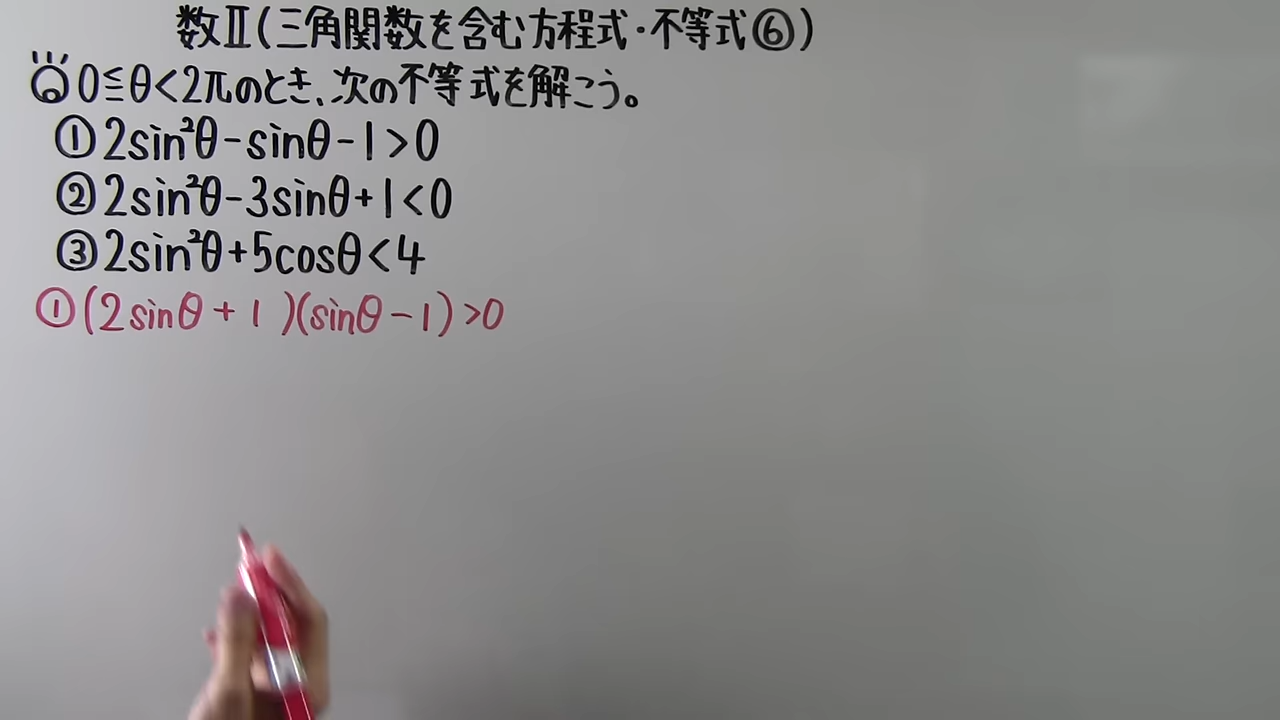 数Ⅱ(三角関数を含む方程式・不等式⑥)
0≦θ<2πのとき、次の不等式を解こう。
①2sin²θ-sinθ-1>0
②2sin²θ-3sinθ+1<0
③2sin²θ+5cosθ<4
①(2sinθ+1)(sinθ-1)>0